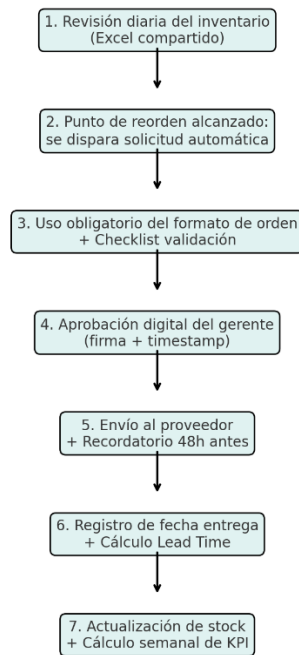 1. Revisión diaria del inventario
(Excel compartido)
2. Punto de reorden alcanzado:
se dispara solicitud automática
3. Uso obligatorio del formato de orden
+ Checklist validación
4. Aprobación digital del gerente
(firma + timestamp)
5. Envío al proveedor
+ Recordatorio 48h antes
6. Registro de fecha entrega
+ Cálculo Lead Time
7. Actualización de stock
+ Cálculo semanal de KPI